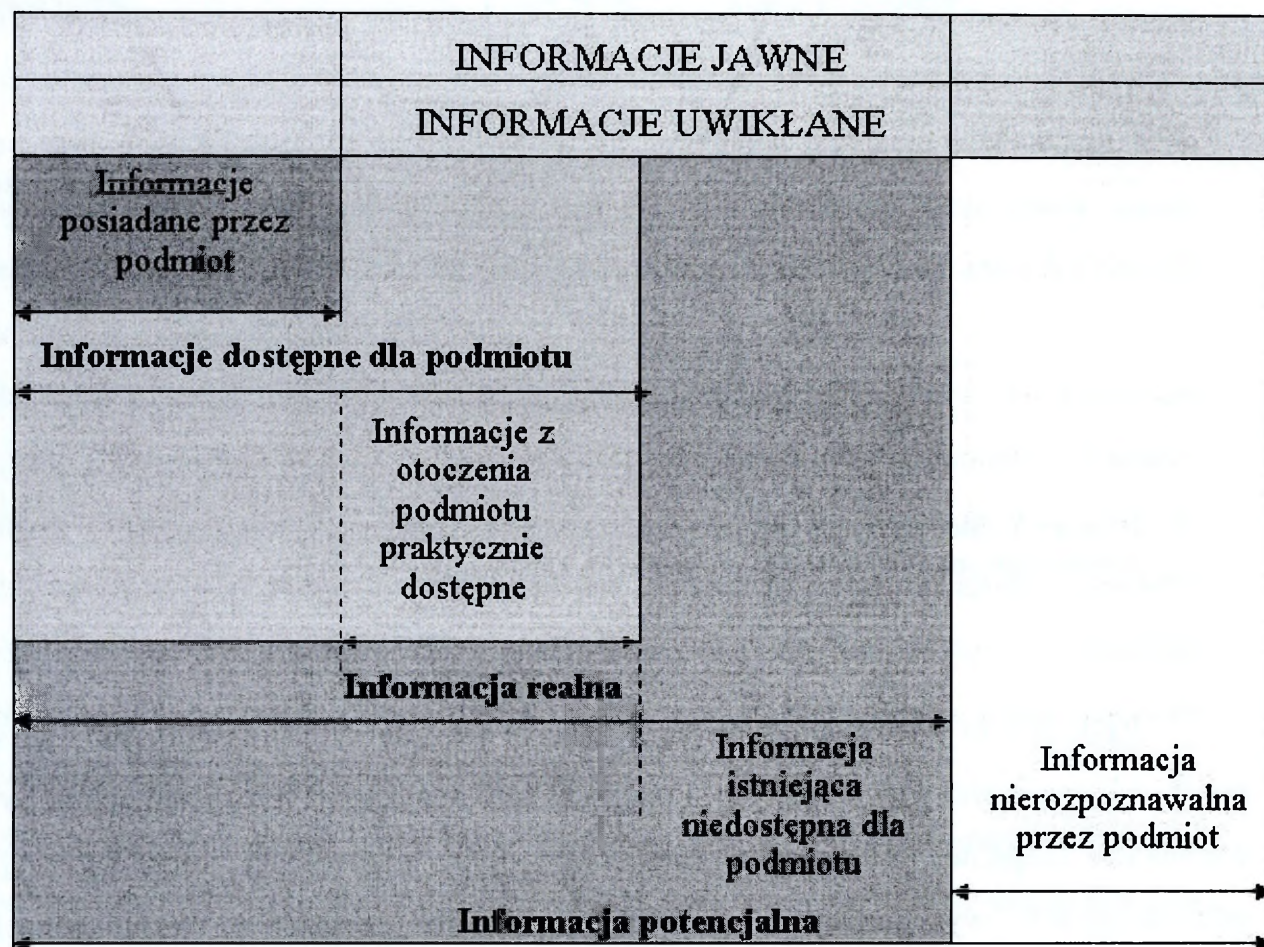 INFORMACJE JAWNE
INFORMACJE UWIKŁANE
Informacje
posiadane przez
podmiot
Informacje dostępne dla podmiotu
Informacje z
otoczenia
podmiotu
praktycznie
dostępne
Informacja realna
Informacja
istniejąca
niedostępna dla
podmiotu
Informacja
nierozpoznawalna
przez podmiot
Informacja potencjalna